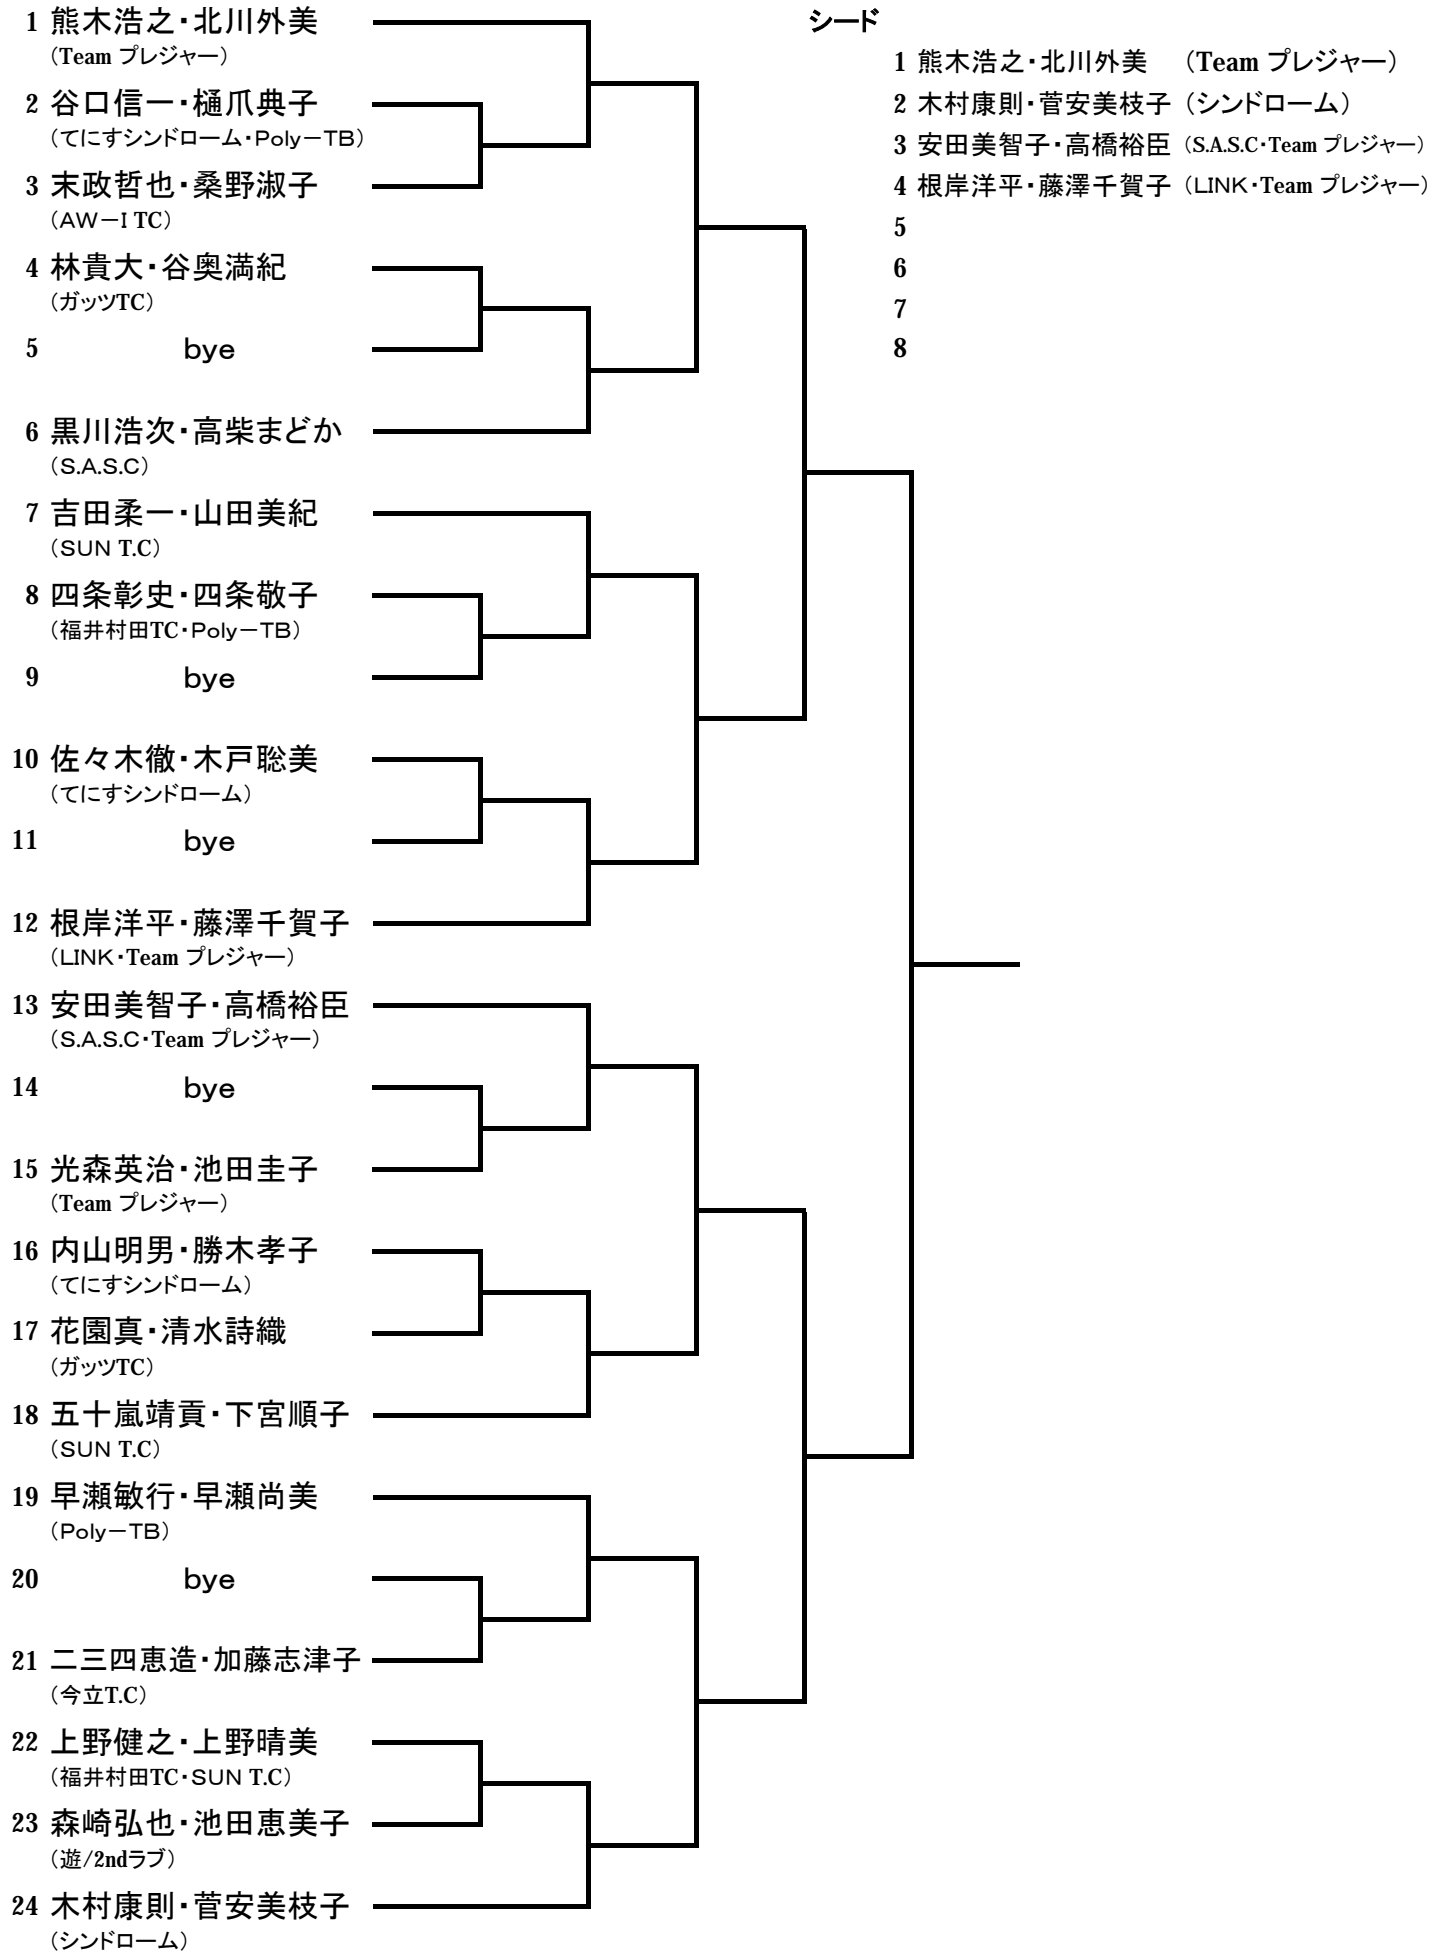 1 熊木浩之・北川外美
(Team プレジャー)
2 谷口信一・樋爪典子
(てにすシンドローム・Poly－TB)
3 末政哲也・桑野淑子
(AW－I TC)
4 林貴大・谷奥満紀
(ガッツTC)
5 bye
6 黒川浩次・高柴まどか
(S.A.S.C)
7 吉田柔一・山田美紀
(SUN T.C)
8 四条彰史・四条敬子
(福井村田TC・Poly－TB)
9 bye
10 佐々木徹・木戸聡美
(てにすシンドローム)
11 bye
12 根岸洋平・藤澤千賀子
(LINK・Team プレジャー)
13 安田美智子・高橋裕臣
(S.A.S.C・Team プレジャー)
14 bye
15 光森英治・池田圭子
(Team プレジャー)
16 内山明男・勝木孝子
(てにすシンドローム)
17 花園真・清水詩織
(ガッツTC)
18 五十嵐靖貢・下宮順子
(SUN T.C)
19 早瀬敏行・早瀬尚美
(Poly－TB)
20 bye
21 二三四恵造・加藤志津子
(今立T.C)
22 上野健之・上野晴美
(福井村田TC・SUN T.C)
23 森崎弘也・池田恵美子
(遊/2ndラブ)
24 木村康則・菅安美枝子
(シンドローム)
シード
1 熊木浩之・北川外美 (Team プレジャー)
2 木村康則・菅安美枝子 (シンドローム)
3 安田美智子・高橋裕臣 (S.A.S.C・Team プレジャー)
4 根岸洋平・藤澤千賀子 (LINK・Team プレジャー)
5
6
7
8